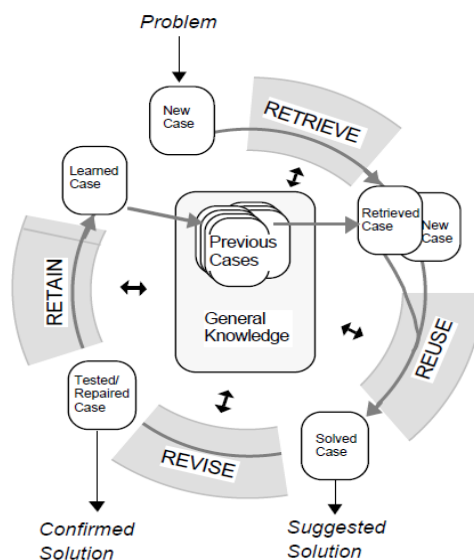 Problem
New
Case
RETRIEVE
Learned
Case
Retrieved
Case
New
Case
Previous
Cases
General
Knowledge
RETAIN
REUSE
Tested/
Repaired
Case
REVISE
Solved
Case
Confirmed
Solution
Suggested
Solution